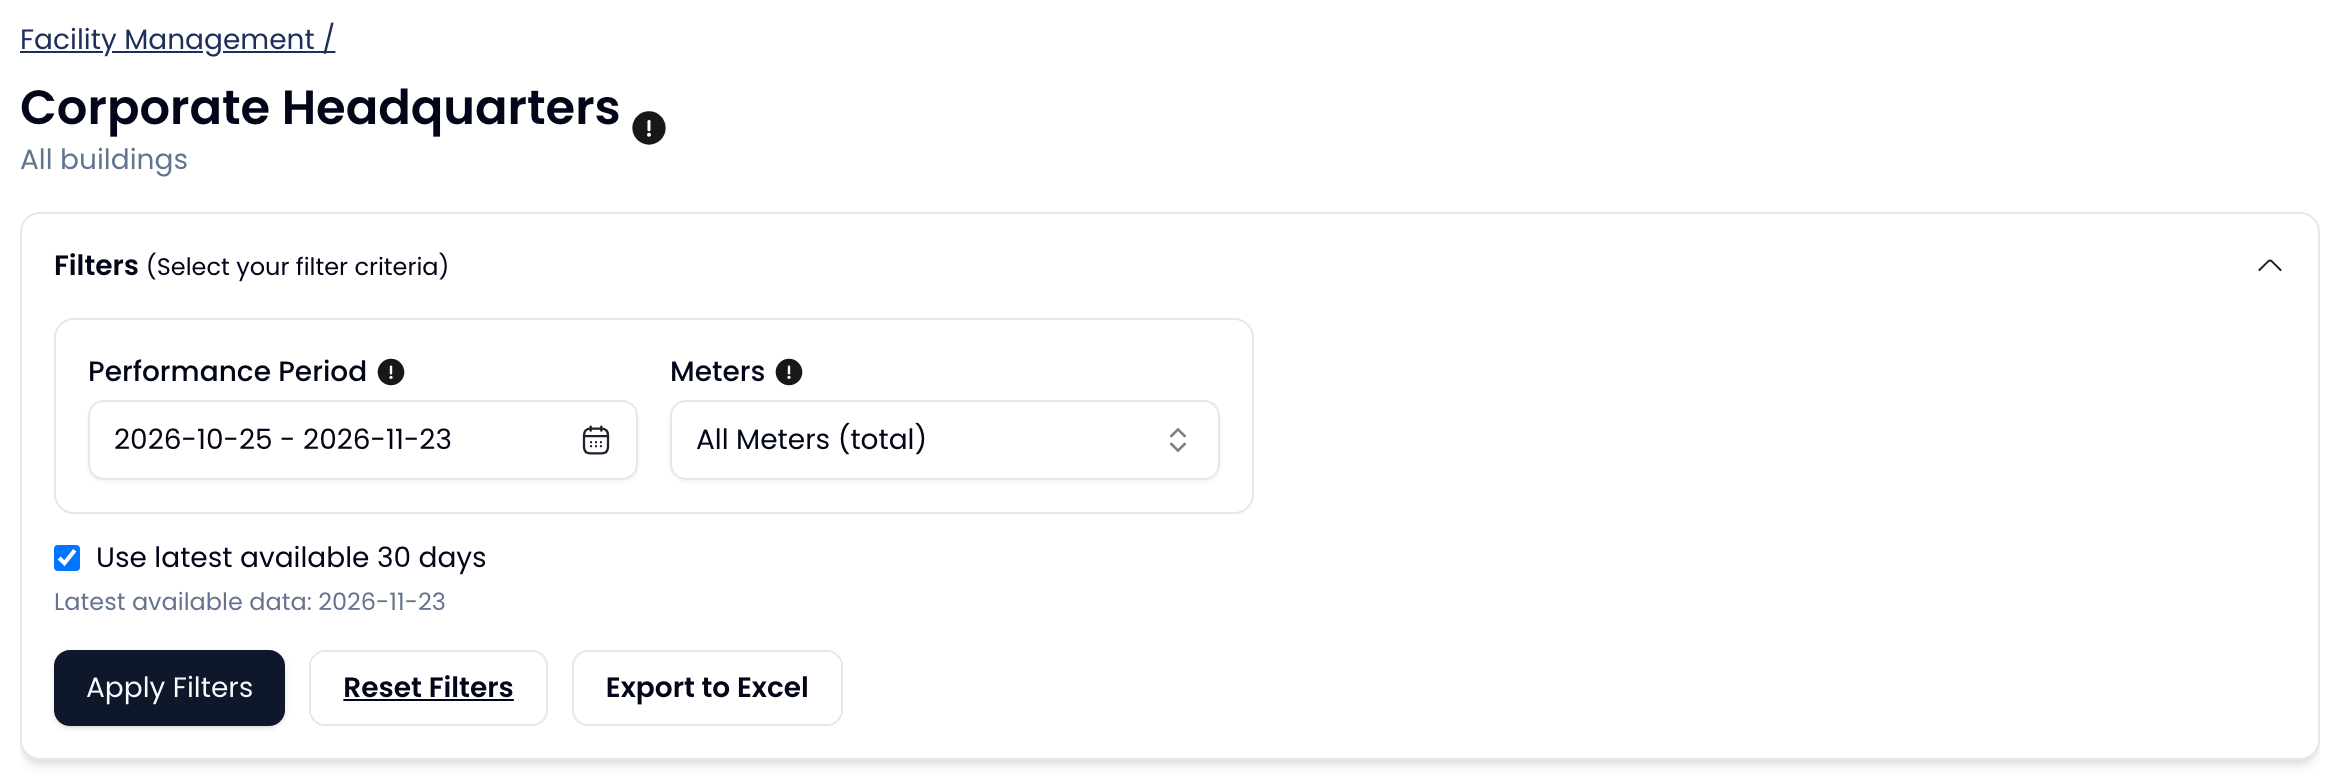 Facility Management /
Corporate Headquarters
All buildings
Filters (Select your filter criteria)
Performance Period
Meters
2026-10-25 - 2026-11-23
All Meters (total)
Use latest available 30 days
Latest available data: 2026-11-23
Apply Filters
Reset Filters
Export to Excel